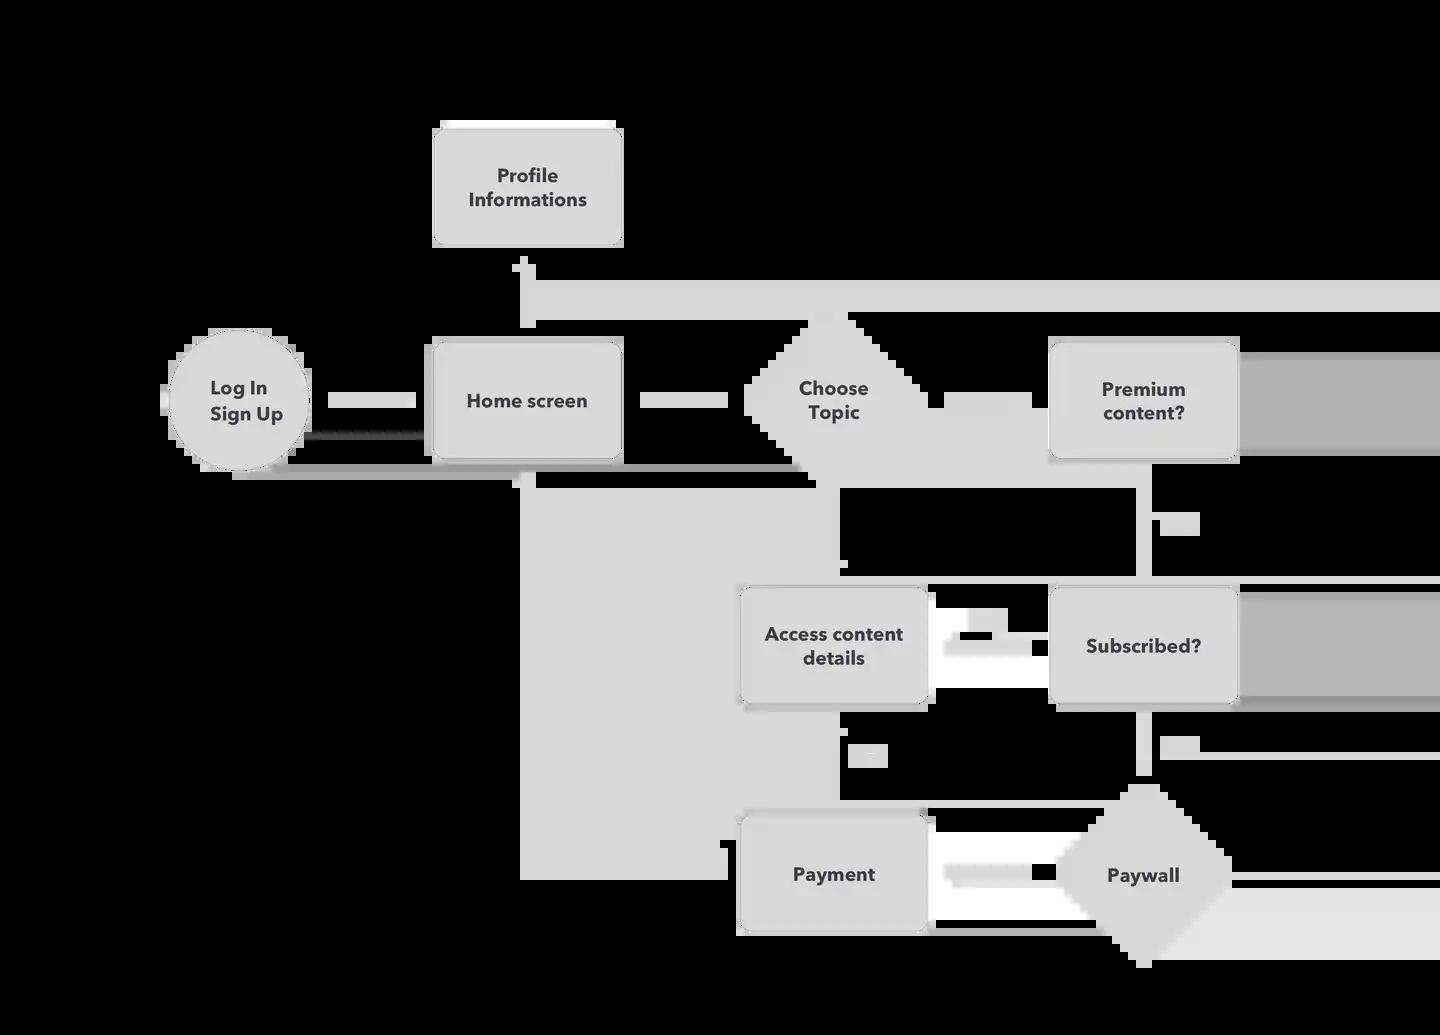 Profile
Informations
Log In
Sign Up
Home screen
Choose
Topic
Premium
content?
Access content
details
Subscribed?
Payment
Paywall